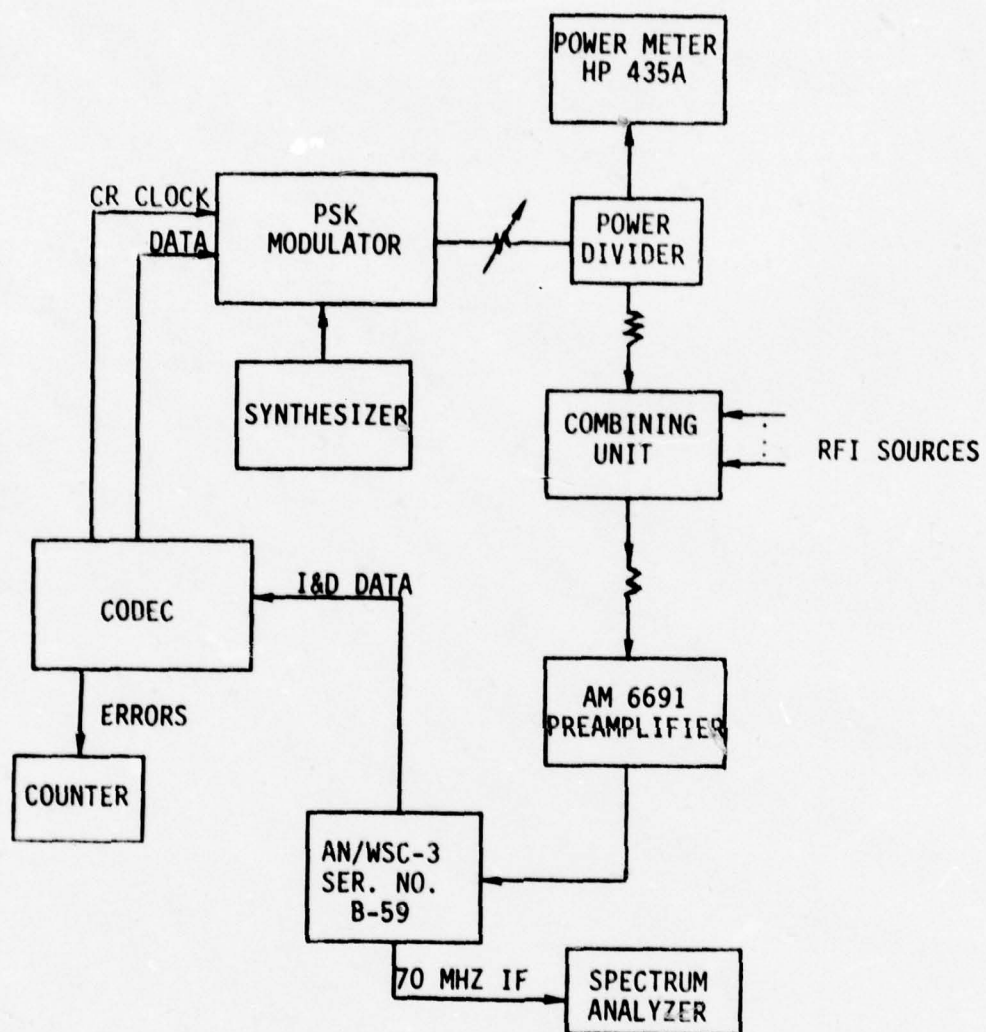 POWER METER
HP 435A
CR CLOCK
DATA
PSK
MODULATOR
POWER
DIVIDER
SYNTHESIZER
COMBINING
UNIT
RFI SOURCES
CODEC
I&D DATA
ERRORS
COUNTER
AM 6691
PREAMPLIFIER
AN/WSC-3
SER. NO.
B-59
70 MHZ IF
SPECTRUM
ANALYZER